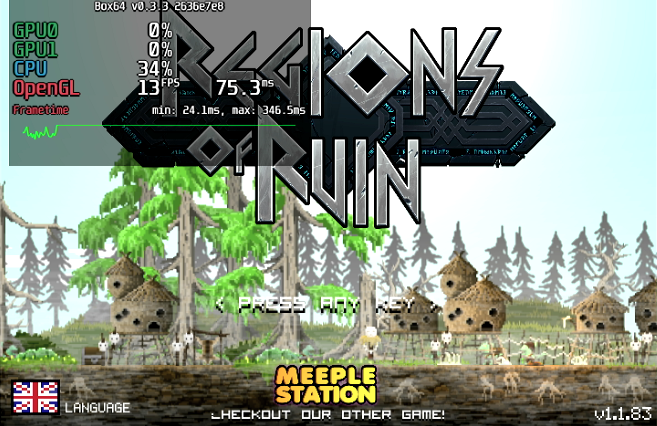 Box64 v0.3.3 2636e7e8
GPU0 0%
GPU1 0%
CPU 34%
OpenGL 13 FPS 75.3 ms
Frametime min: 24.1ms, max: 346.5ms
REGIONS
OF RUIN
< PRESS ANY KEY >
MEEPLE
STATION
CHECKOUT OUR OTHER GAME!
LANGUAGE
v1.1.83